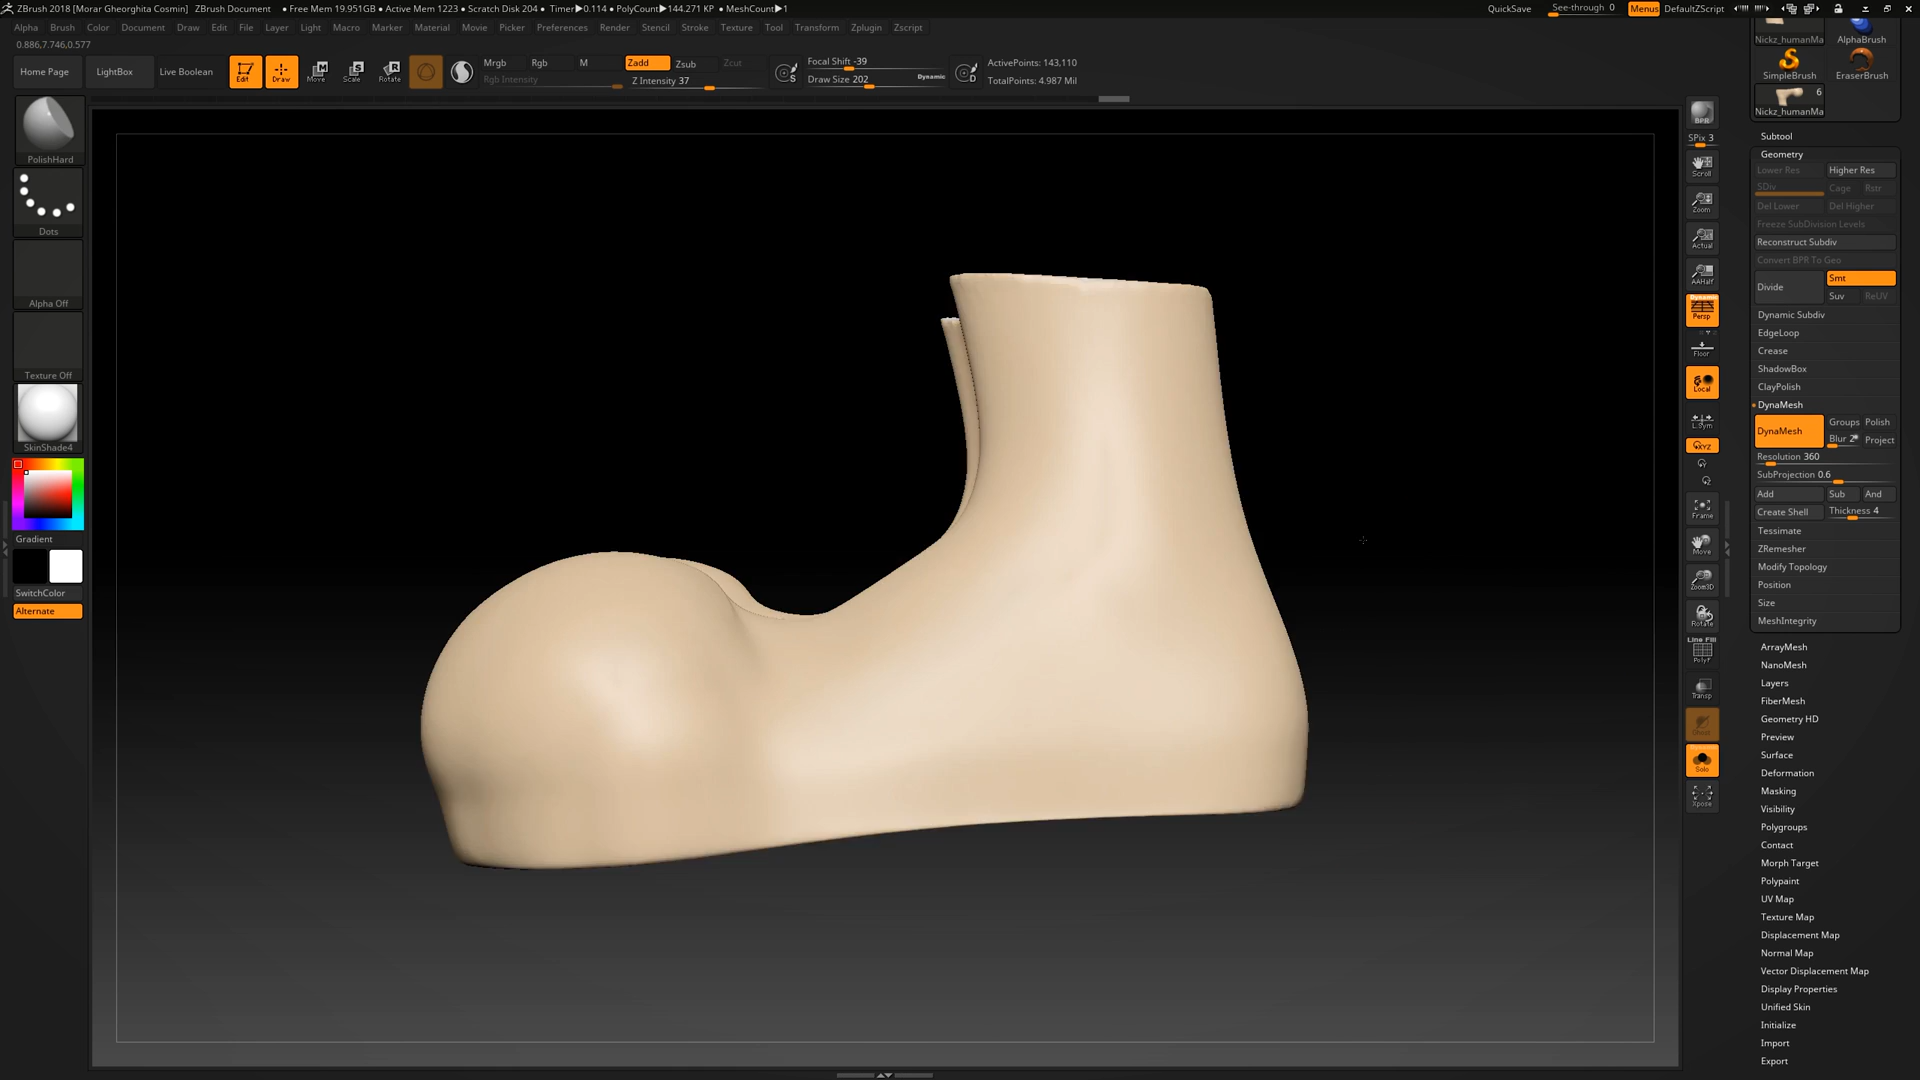 ZBrush 2018 [Morar Gheorghita Cosmin] ZBrush Document • Free Mem 19.951GB • Active Mem 1223 • Scratch Disk 204 • Timer▶0.114 • PolyCount▶144.271 KP • MeshCount▶1 QuickSave See-through 0 Menus DefaultZScript
Alpha Brush Color Document Draw Edit File Layer Light Macro Marker Material Movie Picker Preferences Render Stencil Stroke Texture Tool Transform Zplugin Zscript
0.886,7.746,0.577
Home Page LightBox Live Boolean Edit Draw Move Scale Rotate
Mrgb Rgb M Zadd Zsub Zcut
Rgb Intensity Z Intensity 37
Focal Shift -39
Draw Size 202 Dynamic
S
D
ActivePoints: 143,110
TotalPoints: 4.987 Mil
PolishHard
Dots
Alpha Off
Texture Off
SkinShade4
Gradient
SwitchColor
Alternate
BPR
SPix 3
Scroll
Zoom
Actual
AAHalf
Dynamic
Persp
Floor
Local
L.Sym
XYZ
Frame
Move
Zoom3D
Rotate
Line Fill
PolyF
Transp
Ghost
Dynamic
Solo
Xpose
Nickz_humanMa AlphaBrush
SimpleBrush EraserBrush
6
Nickz_humanMa
Subtool
Geometry
Lower Res Higher Res
SDiv Cage Rstr
Del Lower Del Higher
Freeze SubDivision Levels
Reconstruct Subdiv
Convert BPR To Geo
Divide Smt
Suv ReUV
Dynamic Subdiv
EdgeLoop
Crease
ShadowBox
ClayPolish
DynaMesh
DynaMesh Groups Polish
Blur 2 Project
Resolution 360
SubProjection 0.6
Add Sub And
Create Shell Thickness 4
Tessimate
ZRemesher
Modify Topology
Position
Size
MeshIntegrity
ArrayMesh
NanoMesh
Layers
FiberMesh
Geometry HD
Preview
Surface
Deformation
Masking
Visibility
Polygroups
Contact
Morph Target
Polypaint
UV Map
Texture Map
Displacement Map
Normal Map
Vector Displacement Map
Display Properties
Unified Skin
Initialize
Import
Export